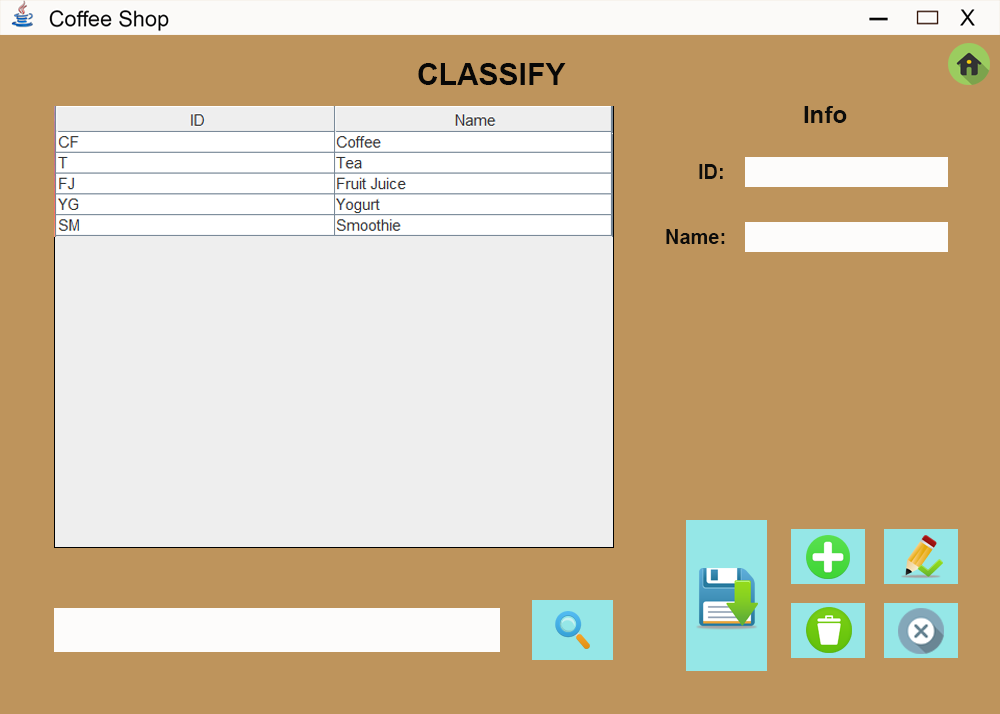 Coffee Shop
X
CLASSIFY
ID Name
CF Coffee
T Tea
FJ Fruit Juice
YG Yogurt
SM Smoothie
Info
ID:
Name: